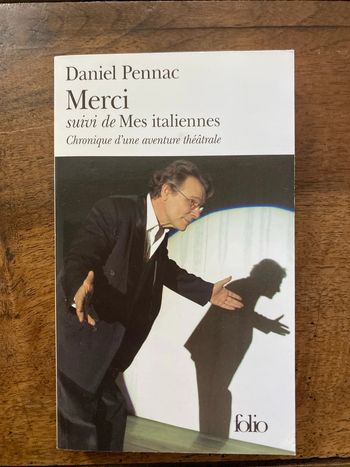 Daniel Pennac
Merci
suivi de Mes italiennes
Chronique d'une aventure théâtrale
folio